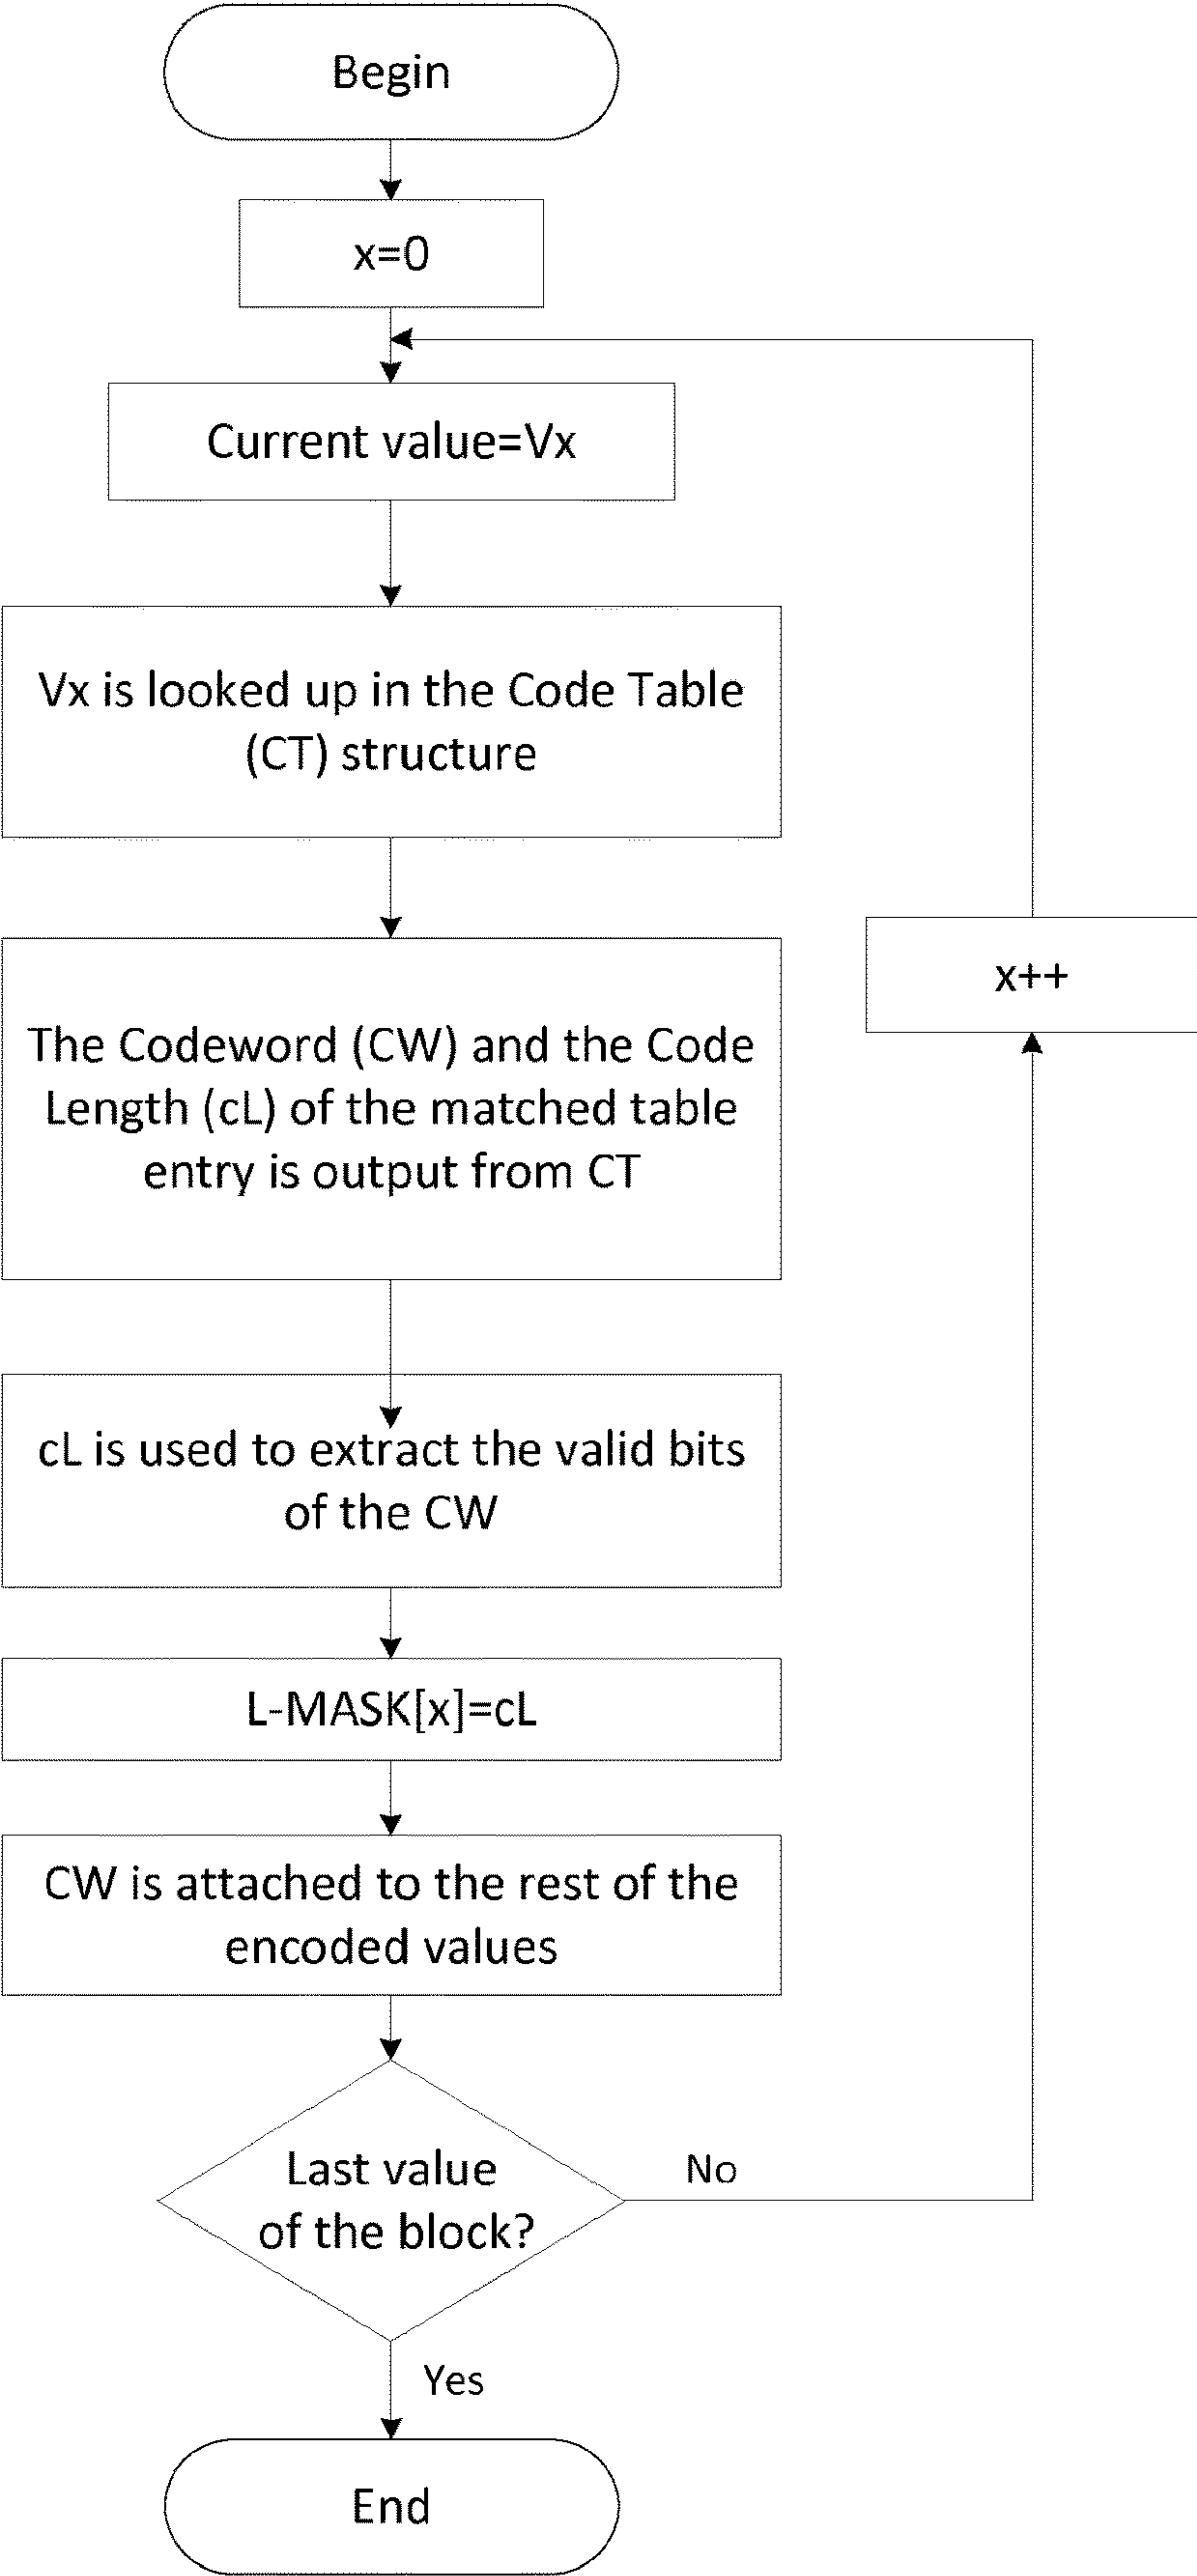 Begin
x=0
Current value=Vx
Vx is looked up in the Code Table
(CT) structure
The Codeword (CW) and the Code
Length (cL) of the matched table
entry is output from CT
x++
cL is used to extract the valid bits
of the CW
L-MASK[x]=cL
CW is attached to the rest of the
encoded values
Last value
of the block?
No
Yes
End